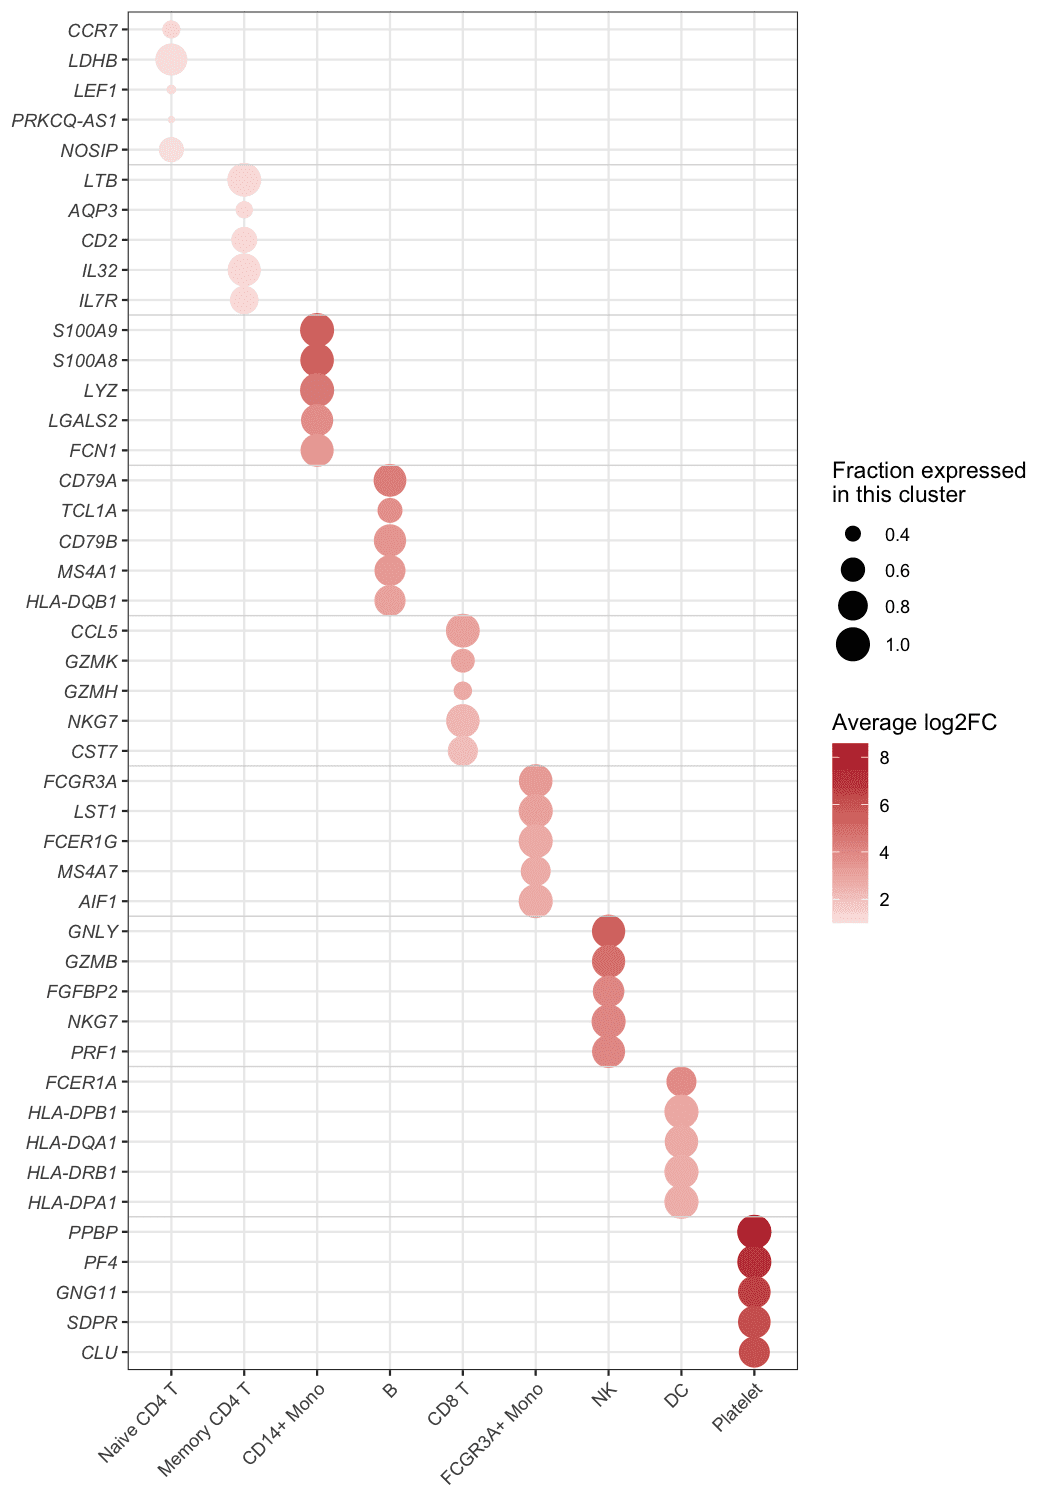 CCR7
LDHB
LEF1
PRKCQ-AS1
NOSIP
LTB
AQP3
CD2
IL32
IL7R
S100A9
S100A8
LYZ
LGALS2
FCN1
CD79A
TCL1A
CD79B
MS4A1
HLA-DQB1
CCL5
GZMK
GZMH
NKG7
CST7
FCGR3A
LST1
FCER1G
MS4A7
AIF1
GNLY
GZMB
FGFBP2
NKG7
PRF1
FCER1A
HLA-DPB1
HLA-DQA1
HLA-DRB1
HLA-DPA1
PPBP
PF4
GNG11
SDPR
CLU
Naive CD4 T
Memory CD4 T
CD14+ Mono
B
CD8 T
FCGR3A+ Mono
NK
DC
Platelet
Fraction expressed
in this cluster
0.4
0.6
0.8
1.0
Average log2FC
8
6
4
2